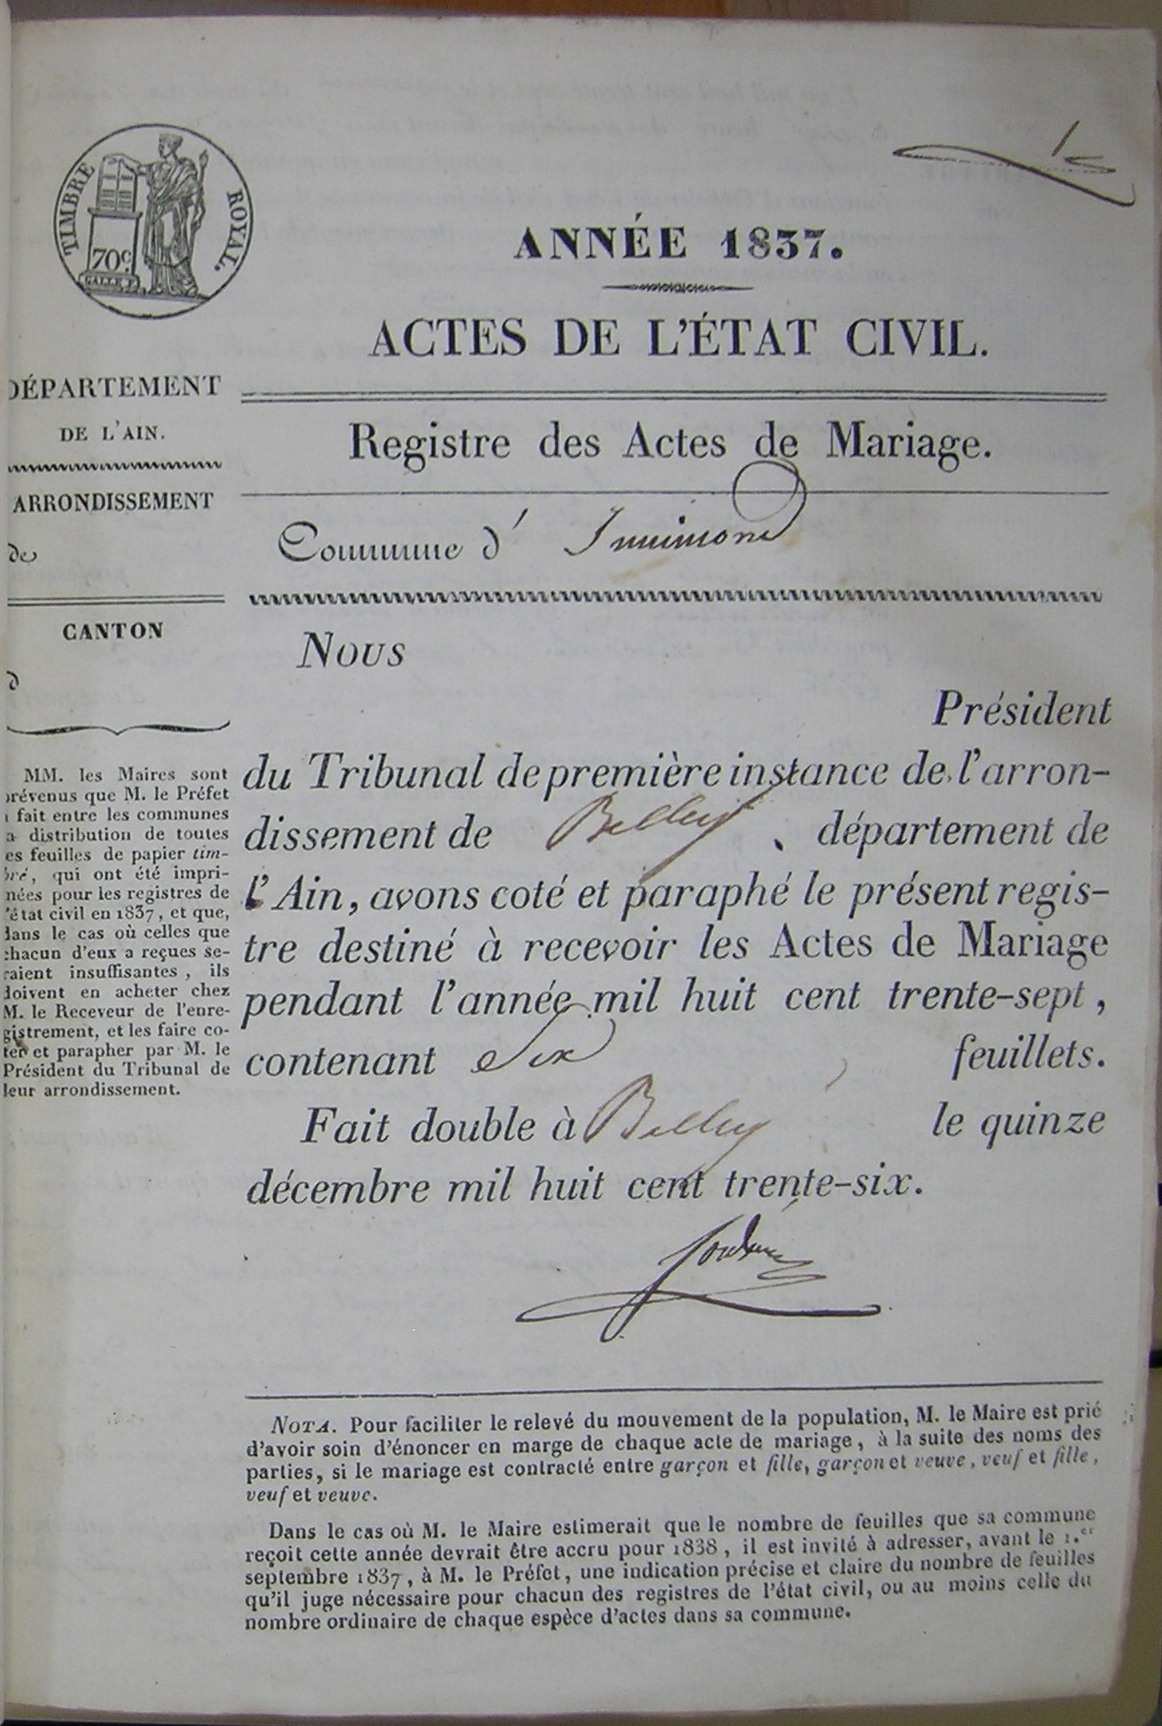 TIMBRE ROYAL.
70c
GALLE F.
ANNÉE 1837.
ACTES DE L'ÉTAT CIVIL.
DÉPARTEMENT
DE L'AIN.
ARRONDISSEMENT
de
CANTON
d
MM. les Maires sont
prévenus que M. le Préfet
a fait entre les communes
la distribution de toutes
les feuilles de papier tim-
bré, qui ont été impri-
mées pour les registres de
l'état civil en 1837, et que,
dans le cas où celles que
chacun d'eux a reçues se-
raient insuffisantes, ils
doivent en acheter chez
M. le Receveur de l'enre-
gistrement, et les faire co-
ter et parapher par M. le
Président du Tribunal de
leur arrondissement.
Registre des Actes de Mariage.
Commune d' Innimond
Nous
Président
du Tribunal de première instance de l'arron-
dissement de Belley, département de
l'Ain, avons coté et paraphé le présent regis-
tre destiné à recevoir les Actes de Mariage
pendant l'année mil huit cent trente-sept,
contenant six feuillets.
Fait double à Belley le quinze
décembre mil huit cent trente-six.
NOTA. Pour faciliter le relevé du mouvement de la population, M. le Maire est prié
d'avoir soin d'énoncer en marge de chaque acte de mariage, à la suite des noms des
parties, si le mariage est contracté entre garçon et fille, garçon et veuve, veuf et fille,
veuf et veuve.
Dans le cas où M. le Maire estimerait que le nombre de feuilles que sa commune
reçoit cette année devrait être accru pour 1838, il est invité à adresser, avant le 1.er
septembre 1837, à M. le Préfet, une indication précise et claire du nombre de feuilles
qu'il juge nécessaire pour chacun des registres de l'état civil, ou au moins celle du
nombre ordinaire de chaque espèce d'actes dans sa commune.